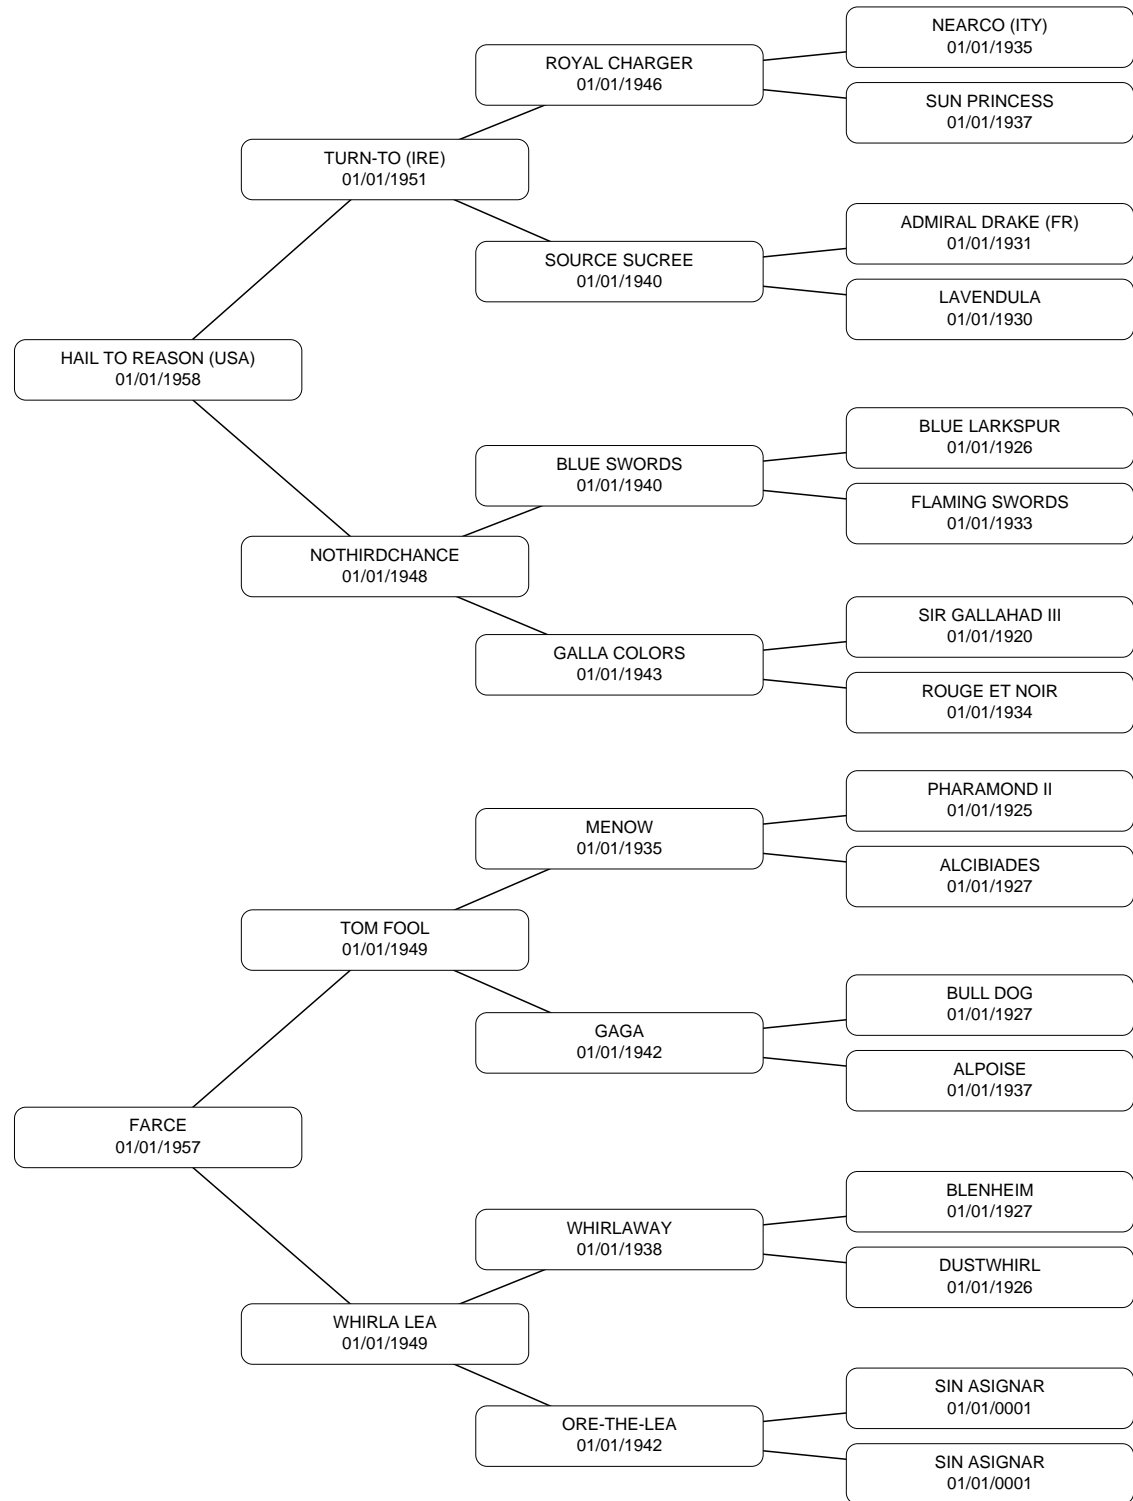 NEARCO (ITY)
01/01/1935
ROYAL CHARGER
01/01/1946
SUN PRINCESS
01/01/1937
TURN-TO (IRE)
01/01/1951
ADMIRAL DRAKE (FR)
01/01/1931
SOURCE SUCREE
01/01/1940
LAVENDULA
01/01/1930
HAIL TO REASON (USA)
01/01/1958
BLUE LARKSPUR
01/01/1926
BLUE SWORDS
01/01/1940
FLAMING SWORDS
01/01/1933
NOTHIRDCHANCE
01/01/1948
SIR GALLAHAD III
01/01/1920
GALLA COLORS
01/01/1943
ROUGE ET NOIR
01/01/1934
PHARAMOND II
01/01/1925
MENOW
01/01/1935
ALCIBIADES
01/01/1927
TOM FOOL
01/01/1949
BULL DOG
01/01/1927
GAGA
01/01/1942
ALPOISE
01/01/1937
FARCE
01/01/1957
BLENHEIM
01/01/1927
WHIRLAWAY
01/01/1938
DUSTWHIRL
01/01/1926
WHIRLA LEA
01/01/1949
SIN ASIGNAR
01/01/0001
ORE-THE-LEA
01/01/1942
SIN ASIGNAR
01/01/0001